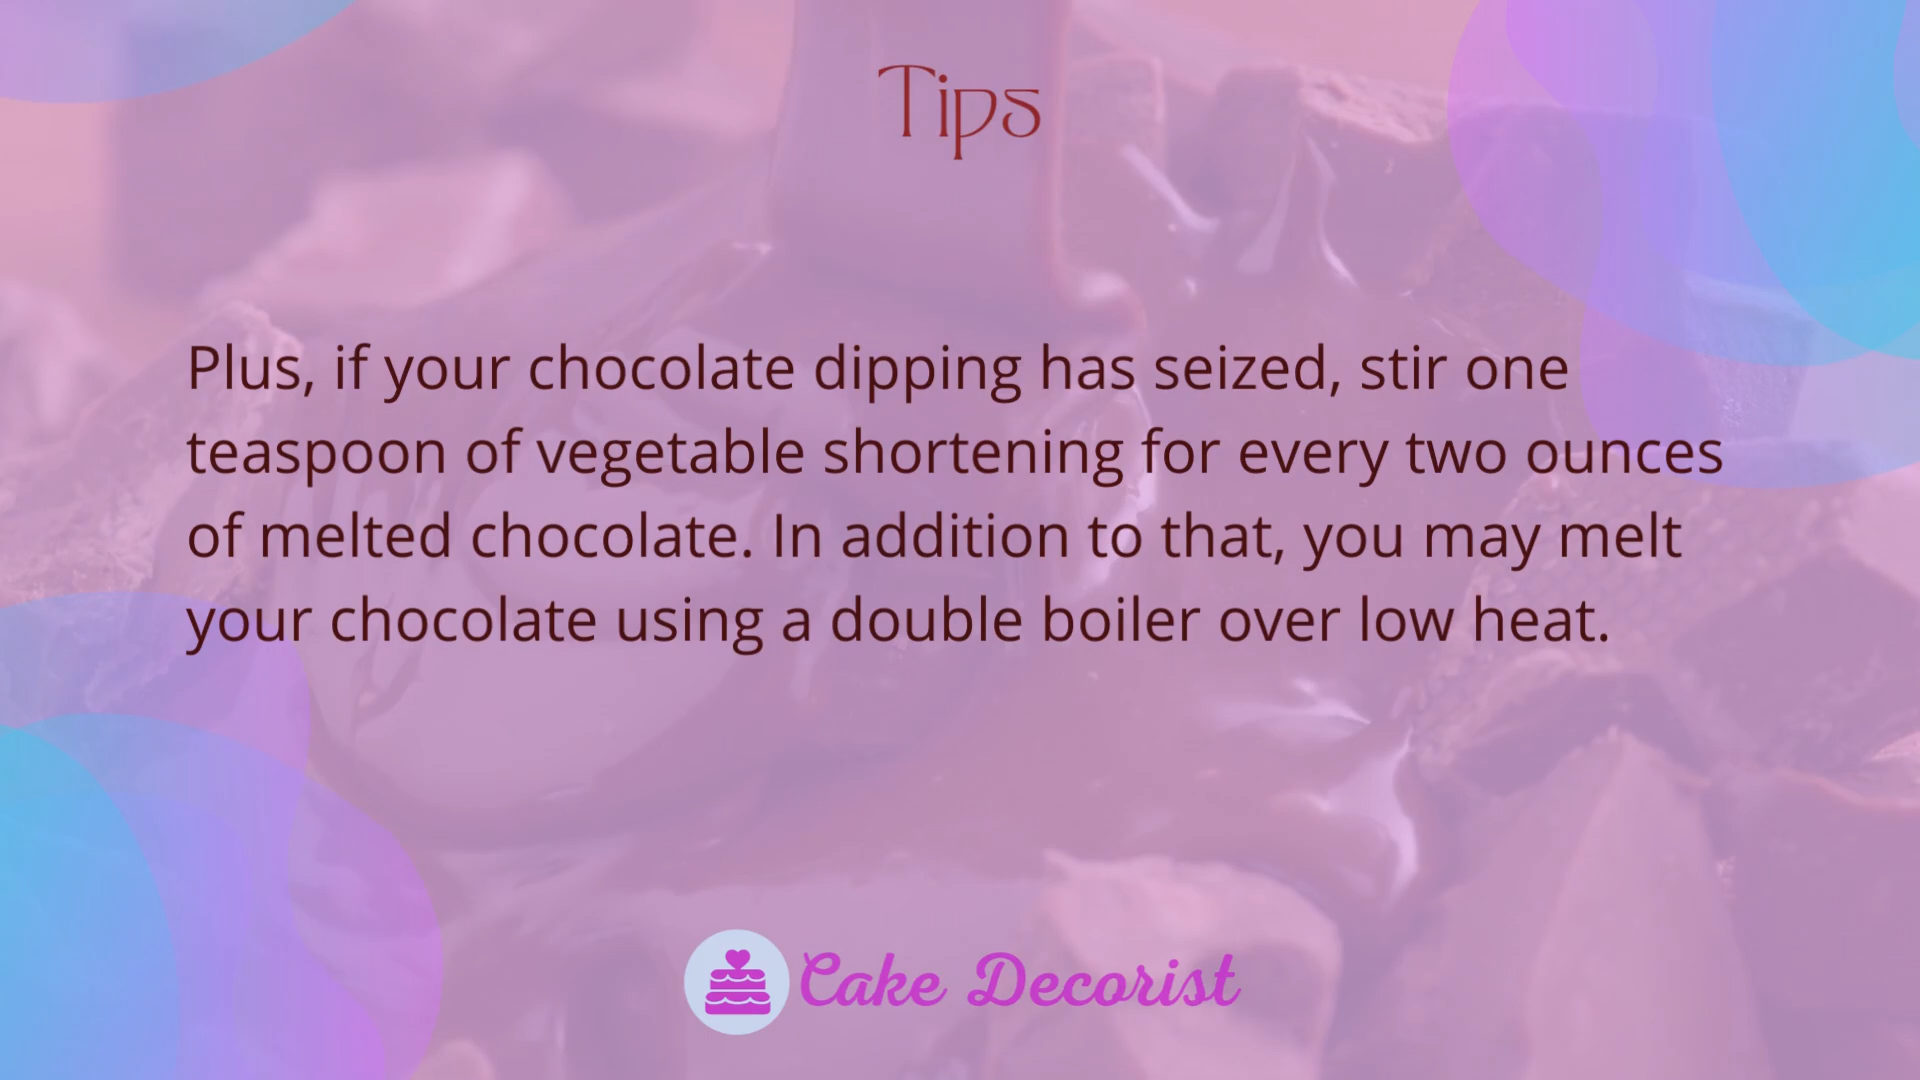 Tips
Plus, if your chocolate dipping has seized, stir one
teaspoon of vegetable shortening for every two ounces
of melted chocolate. In addition to that, you may melt
your chocolate using a double boiler over low heat.
Cake Decorist